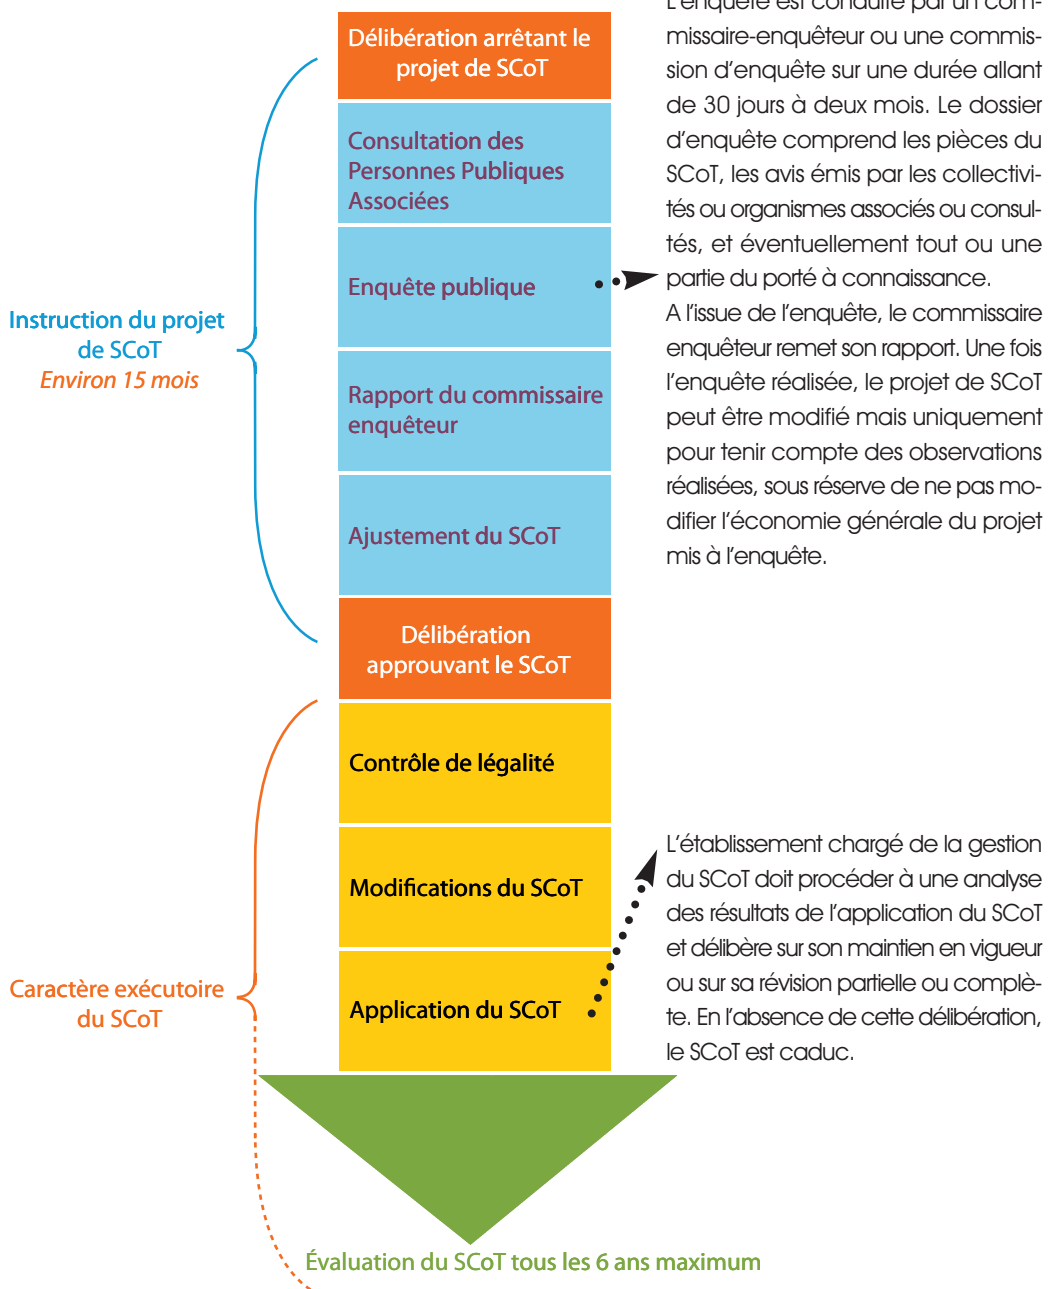 Délibération arrêtant le
projet de SCoT
Consultation des
Personnes Publiques
Associées
Enquête publique
Rapport du commissaire
enquêteur
Ajustement du SCoT
Délibération
approuvant le SCoT
Contrôle de légalité
Modifications du SCoT
Application du SCoT
Instruction du projet
de SCoT
Environ 15 mois
Caractère exécutoire
du SCoT
Évaluation du SCoT tous les 6 ans maximum
L'enquête est conduite par un com-
missaire-enquêteur ou une commis-
sion d'enquête sur une durée allant
de 30 jours à deux mois. Le dossier
d'enquête comprend les pièces du
SCoT, les avis émis par les collectivi-
tés ou organismes associés ou consul-
tés, et éventuellement tout ou une
partie du porté à connaissance.
A l'issue de l'enquête, le commissaire
enquêteur remet son rapport. Une fois
l'enquête réalisée, le projet de SCoT
peut être modifié mais uniquement
pour tenir compte des observations
réalisées, sous réserve de ne pas mo-
difier l'économie générale du projet
mis à l'enquête.
L'établissement chargé de la gestion
du SCoT doit procéder à une analyse
des résultats de l'application du SCoT
et délibère sur son maintien en vigueur
ou sur sa révision partielle ou complè-
te. En l'absence de cette délibération,
le SCoT est caduc.